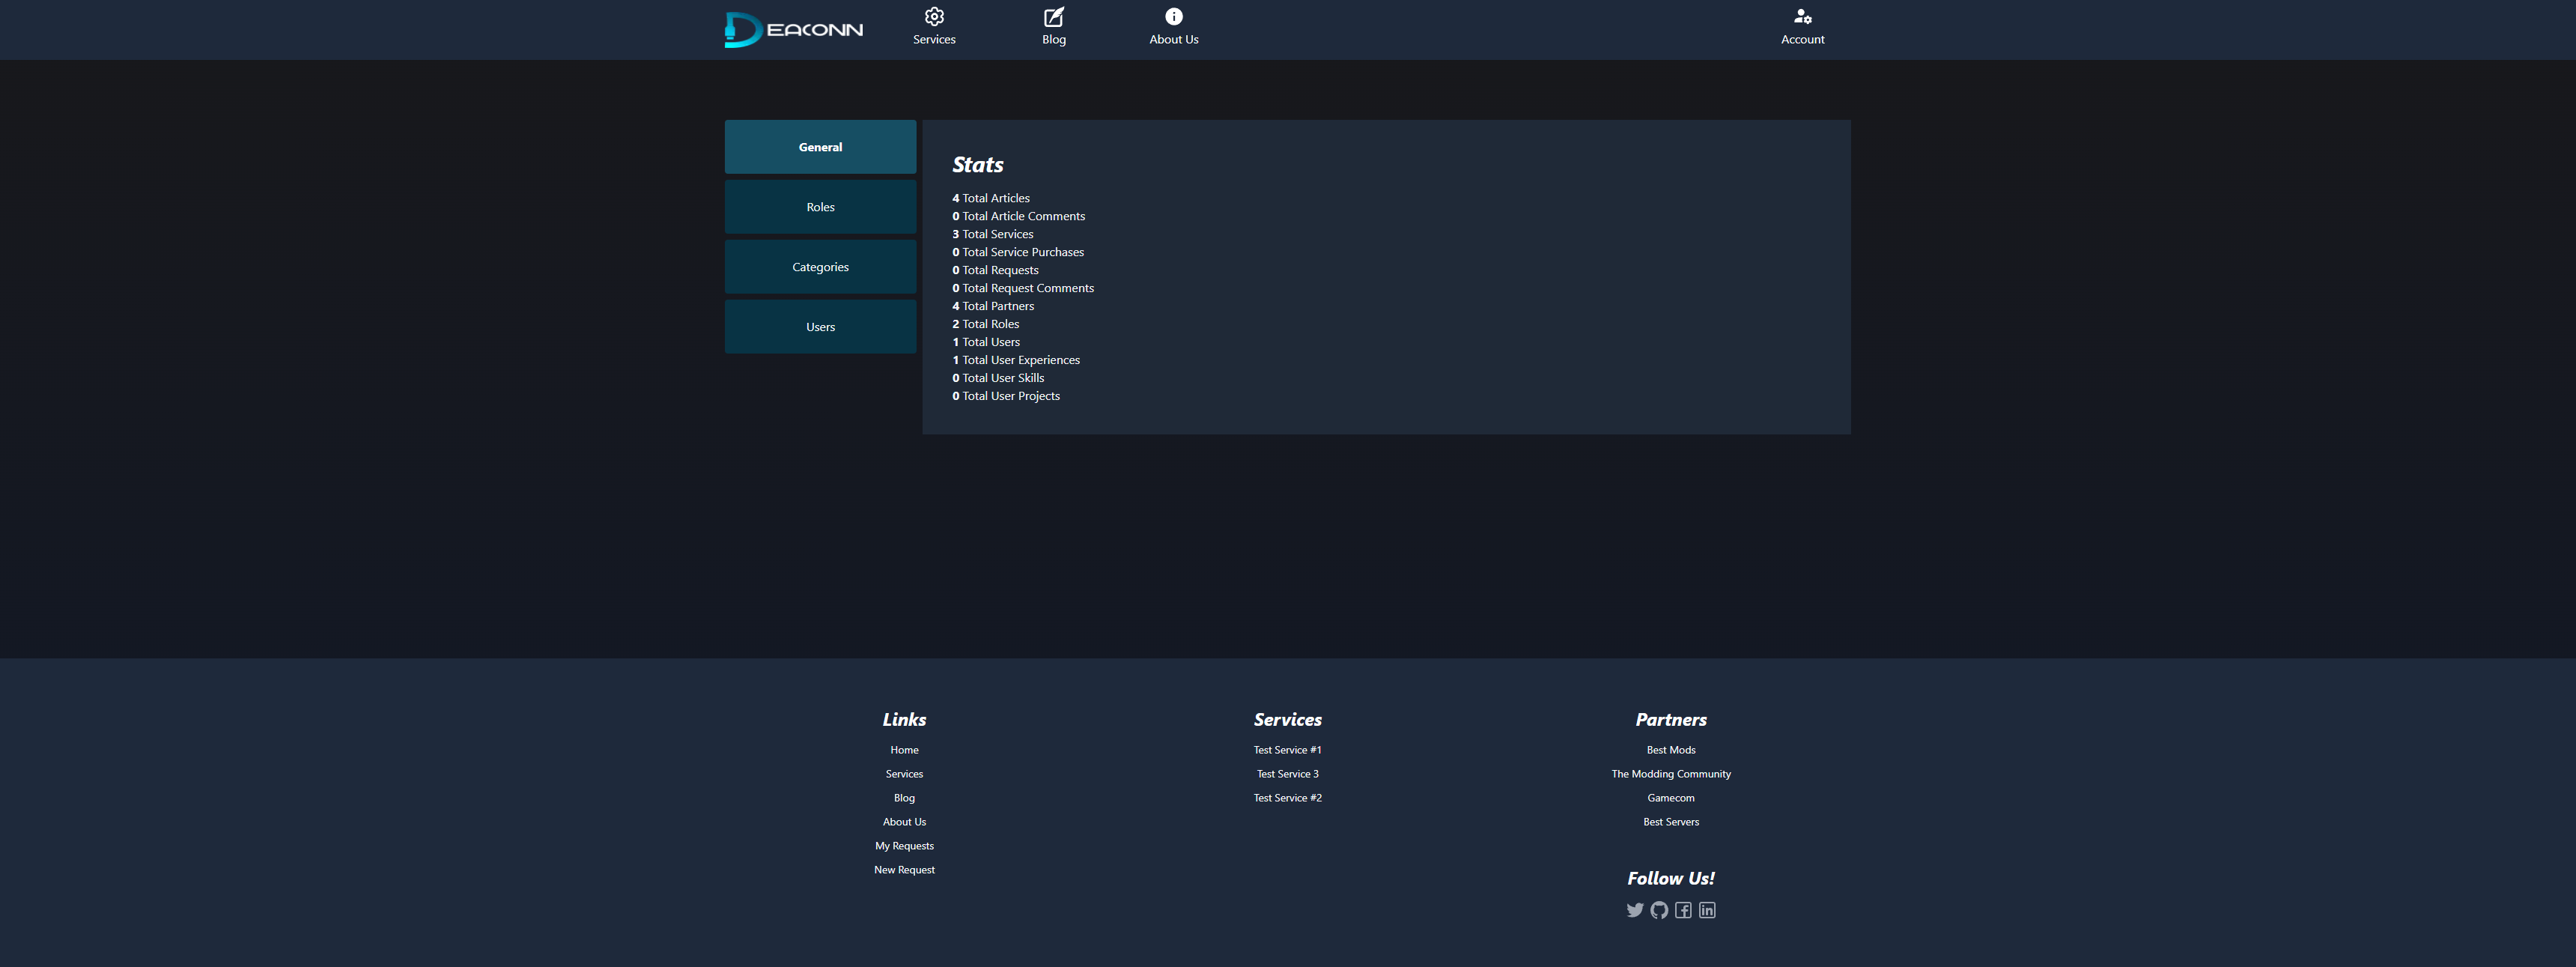 DEACONN
Services
Blog
About Us
Account
General
Roles
Categories
Users
Stats
4 Total Articles
0 Total Article Comments
3 Total Services
0 Total Service Purchases
0 Total Requests
0 Total Request Comments
4 Total Partners
2 Total Roles
1 Total Users
1 Total User Experiences
0 Total User Skills
0 Total User Projects
Links
Home
Services
Blog
About Us
My Requests
New Request
Services
Test Service #1
Test Service 3
Test Service #2
Partners
Best Mods
The Modding Community
Gamecom
Best Servers
Follow Us!